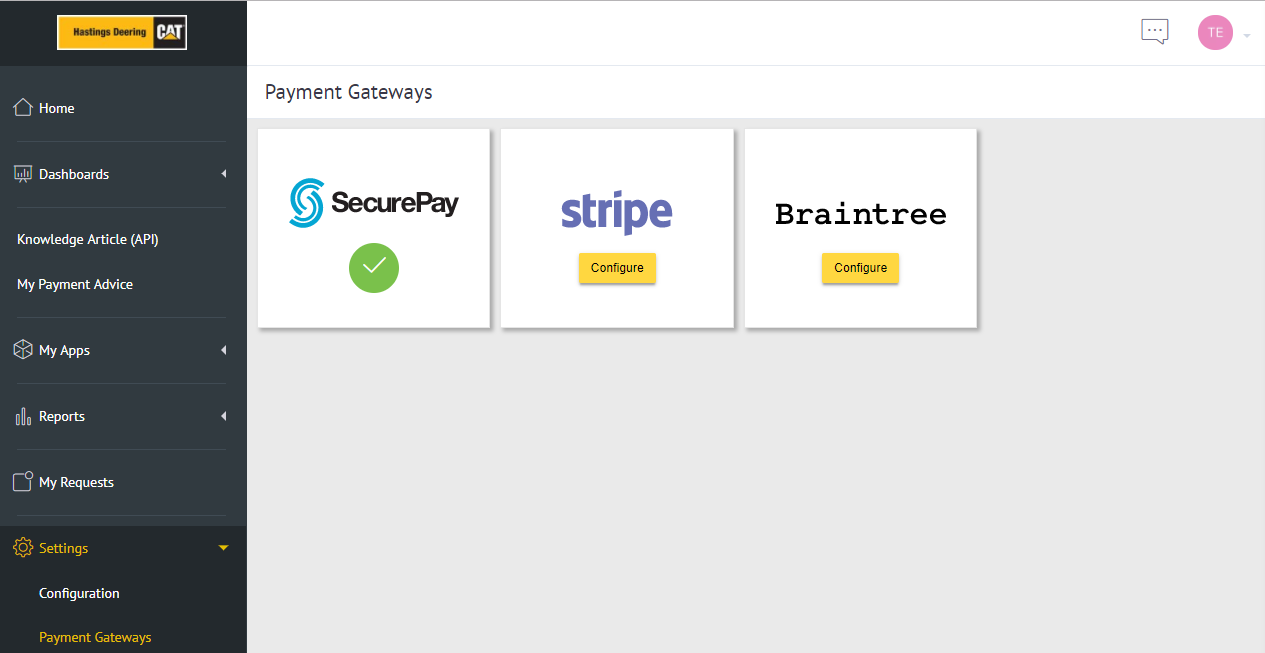 Hastings Deering CAT
TE
Home
Dashboards
Knowledge Article (API)
My Payment Advice
My Apps
Reports
My Requests
Settings
Configuration
Payment Gateways
Payment Gateways
SecurePay
stripe
Configure
Braintree
Configure